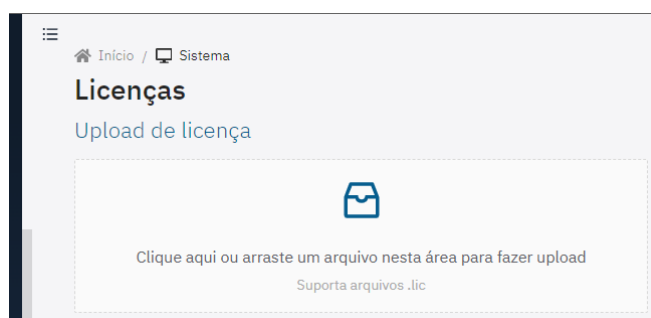 Início / Sistema
Licenças
Upload de licença
Clique aqui ou arraste um arquivo nesta área para fazer upload
Suporta arquivos .lic